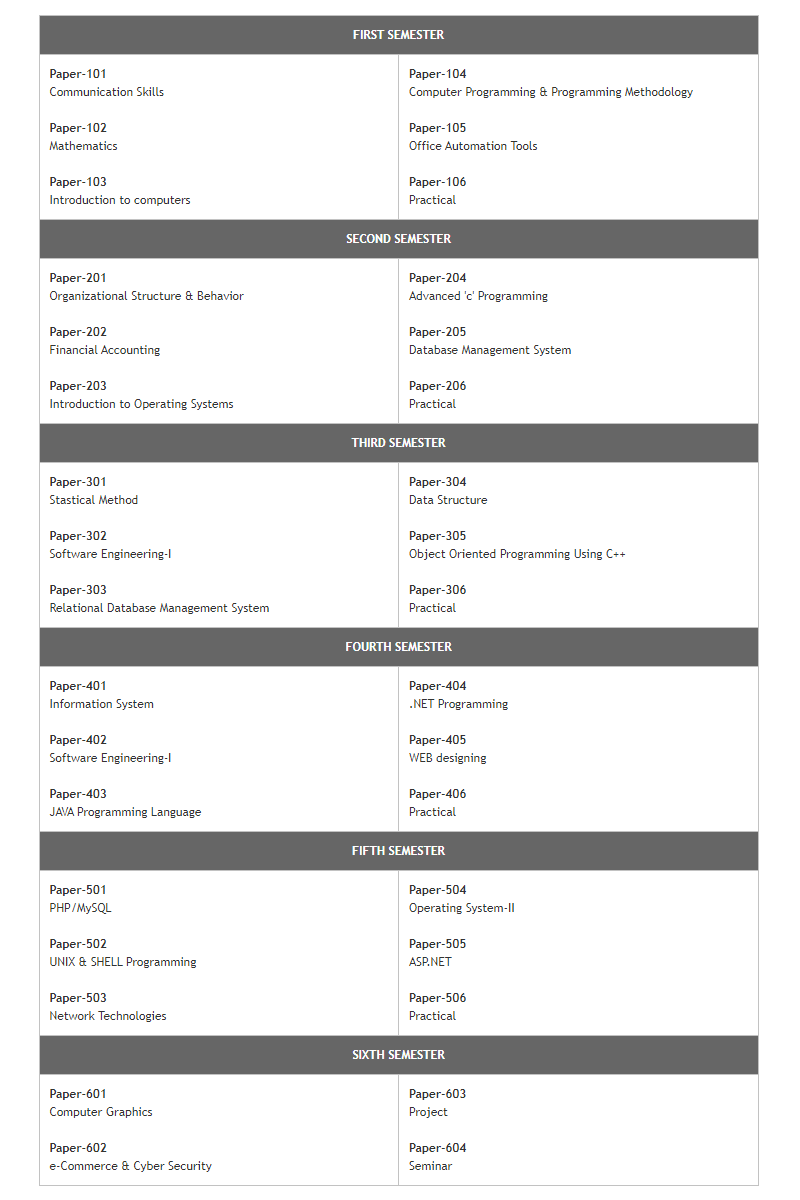 FIRST SEMESTER
Paper-101
Communication Skills
Paper-102
Mathematics
Paper-103
Introduction to computers
Paper-104
Computer Programming & Programming Methodology
Paper-105
Office Automation Tools
Paper-106
Practical
SECOND SEMESTER
Paper-201
Organizational Structure & Behavior
Paper-202
Financial Accounting
Paper-203
Introduction to Operating Systems
Paper-204
Advanced 'c' Programming
Paper-205
Database Management System
Paper-206
Practical
THIRD SEMESTER
Paper-301
Stastical Method
Paper-302
Software Engineering-I
Paper-303
Relational Database Management System
Paper-304
Data Structure
Paper-305
Object Oriented Programming Using C++
Paper-306
Practical
FOURTH SEMESTER
Paper-401
Information System
Paper-402
Software Engineering-I
Paper-403
JAVA Programming Language
Paper-404
.NET Programming
Paper-405
WEB designing
Paper-406
Practical
FIFTH SEMESTER
Paper-501
PHP/MySQL
Paper-502
UNIX & SHELL Programming
Paper-503
Network Technologies
Paper-504
Operating System-II
Paper-505
ASP.NET
Paper-506
Practical
SIXTH SEMESTER
Paper-601
Computer Graphics
Paper-602
e-Commerce & Cyber Security
Paper-603
Project
Paper-604
Seminar